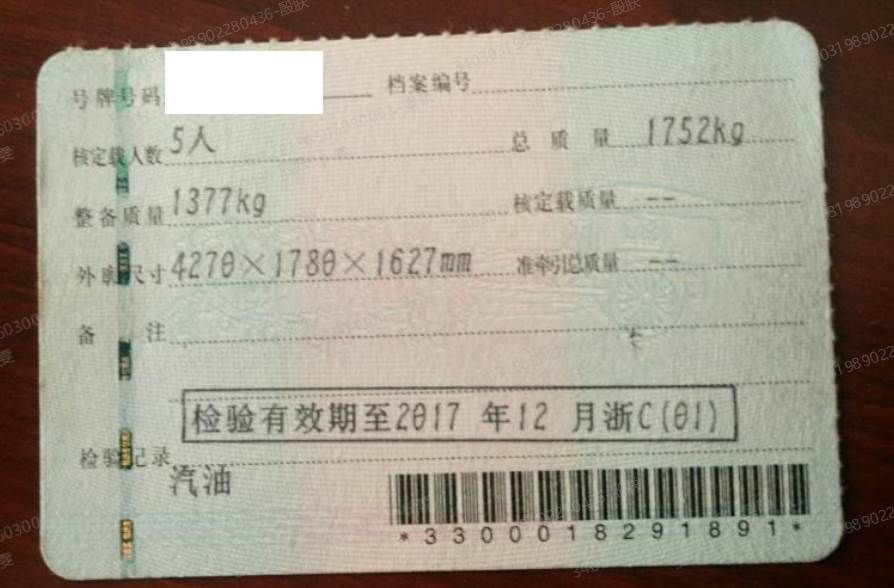 号牌号码 档案编号
核定载人数 5人 总质量 1752kg
整备质量 1377kg 核定载质量 --
外廓尺寸 4270×1780×1627mm 准牵引总质量 --
备注
检验有效期至2017年12月浙C(01)
检验记录
汽油
*3300018291891*